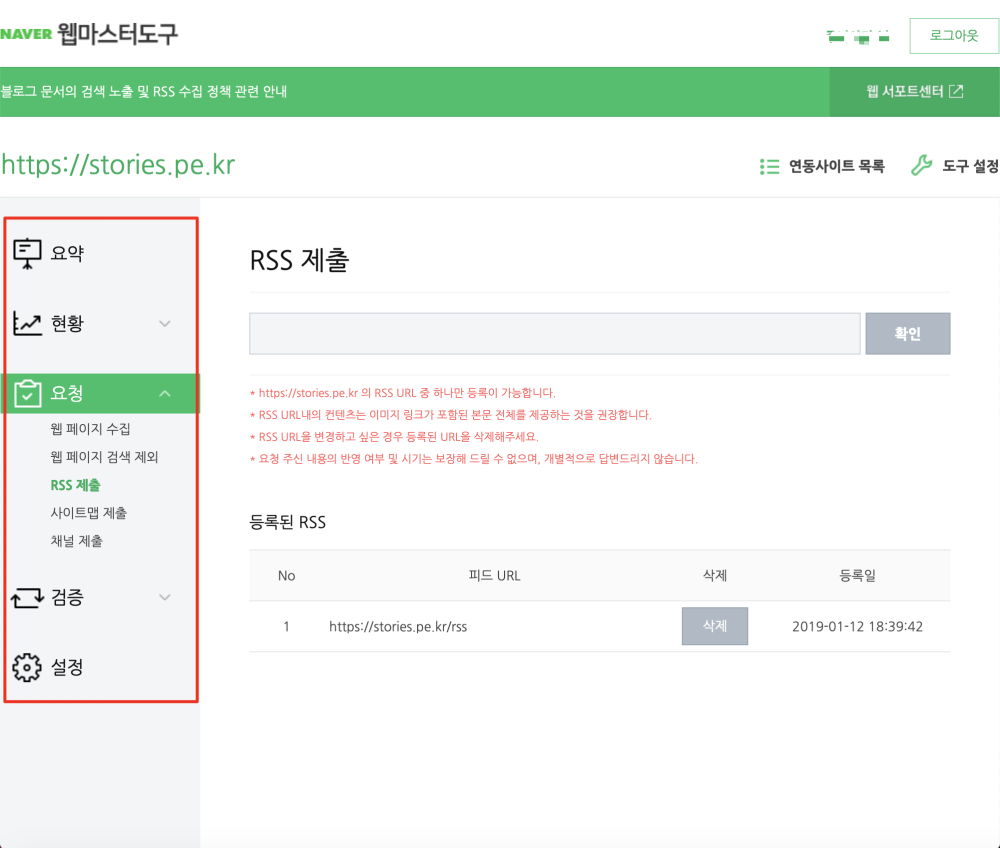 NAVER 웹마스터도구
로그아웃
블로그 문서의 검색 노출 및 RSS 수집 정책 관련 안내
웹 서포트센터
https://stories.pe.kr
연동사이트 목록
도구 설정
요약
현황
요청
웹 페이지 수집
웹 페이지 검색 제외
RSS 제출
사이트맵 제출
채널 제출
검증
설정
RSS 제출
확인
* https://stories.pe.kr 의 RSS URL 중 하나만 등록이 가능합니다.
* RSS URL내의 컨텐츠는 이미지 링크가 포함된 본문 전체를 제공하는 것을 권장합니다.
* RSS URL을 변경하고 싶은 경우 등록된 URL을 삭제해주세요.
* 요청 주신 내용의 반영 여부 및 시기는 보장해 드릴 수 없으며, 개별적으로 답변드리지 않습니다.
등록된 RSS
No 피드 URL 삭제 등록일
1 https://stories.pe.kr/rss 삭제 2019-01-12 18:39:42